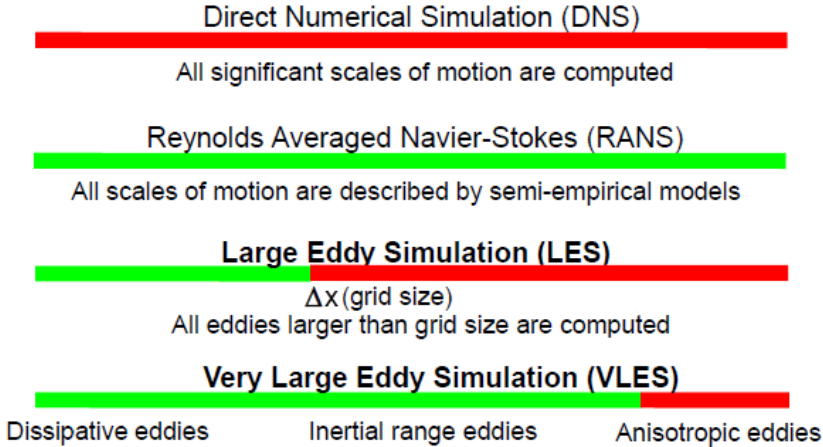 Direct Numerical Simulation (DNS)
All significant scales of motion are computed
Reynolds Averaged Navier-Stokes (RANS)
All scales of motion are described by semi-empirical models
Large Eddy Simulation (LES)
Δx (grid size)
All eddies larger than grid size are computed
Very Large Eddy Simulation (VLES)
Dissipative eddies Inertial range eddies Anisotropic eddies